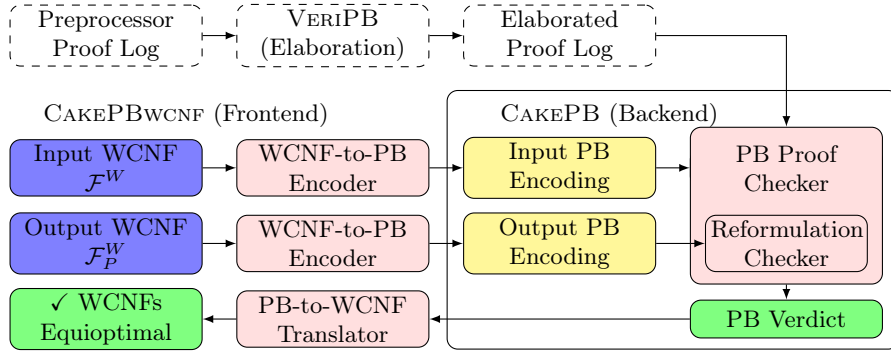 Preprocessor
Proof Log
VERIPB
(Elaboration)
Elaborated
Proof Log
CAKEPBWCNF (Frontend)
CAKEPB (Backend)
Input WCNF
F^W
WCNF-to-PB
Encoder
Input PB
Encoding
PB Proof
Checker
Output WCNF
F_P^W
WCNF-to-PB
Encoder
Output PB
Encoding
Reformulation
Checker
✓ WCNFs
Equioptimal
PB-to-WCNF
Translator
PB Verdict